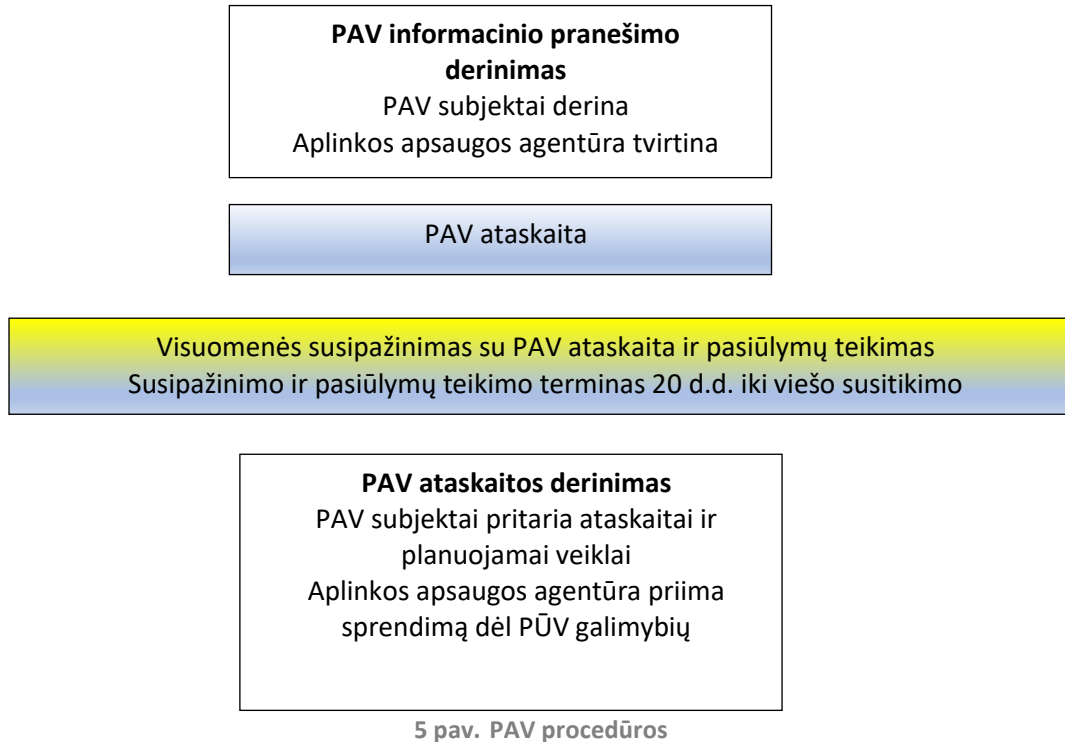 PAV informacinio pranešimo
derinimas
PAV subjektai derina
Aplinkos apsaugos agentūra tvirtina
PAV ataskaita
Visuomenės susipažinimas su PAV ataskaita ir pasiūlymų teikimas
Susipažinimo ir pasiūlymų teikimo terminas 20 d.d. iki viešo susitikimo
PAV ataskaitos derinimas
PAV subjektai pritaria ataskaitai ir
planuojamai veiklai
Aplinkos apsaugos agentūra priima
sprendimą dėl PŪV galimybių
5 pav. PAV procedūros